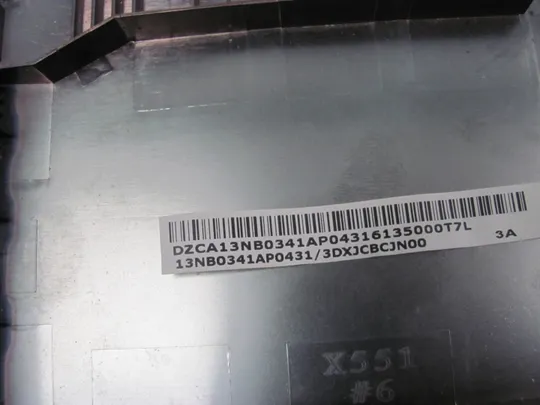 DZCA13NB0341AP04316135000T7L
13NB0341AP0431/3DXJCBCJN00 3A
X551
#6